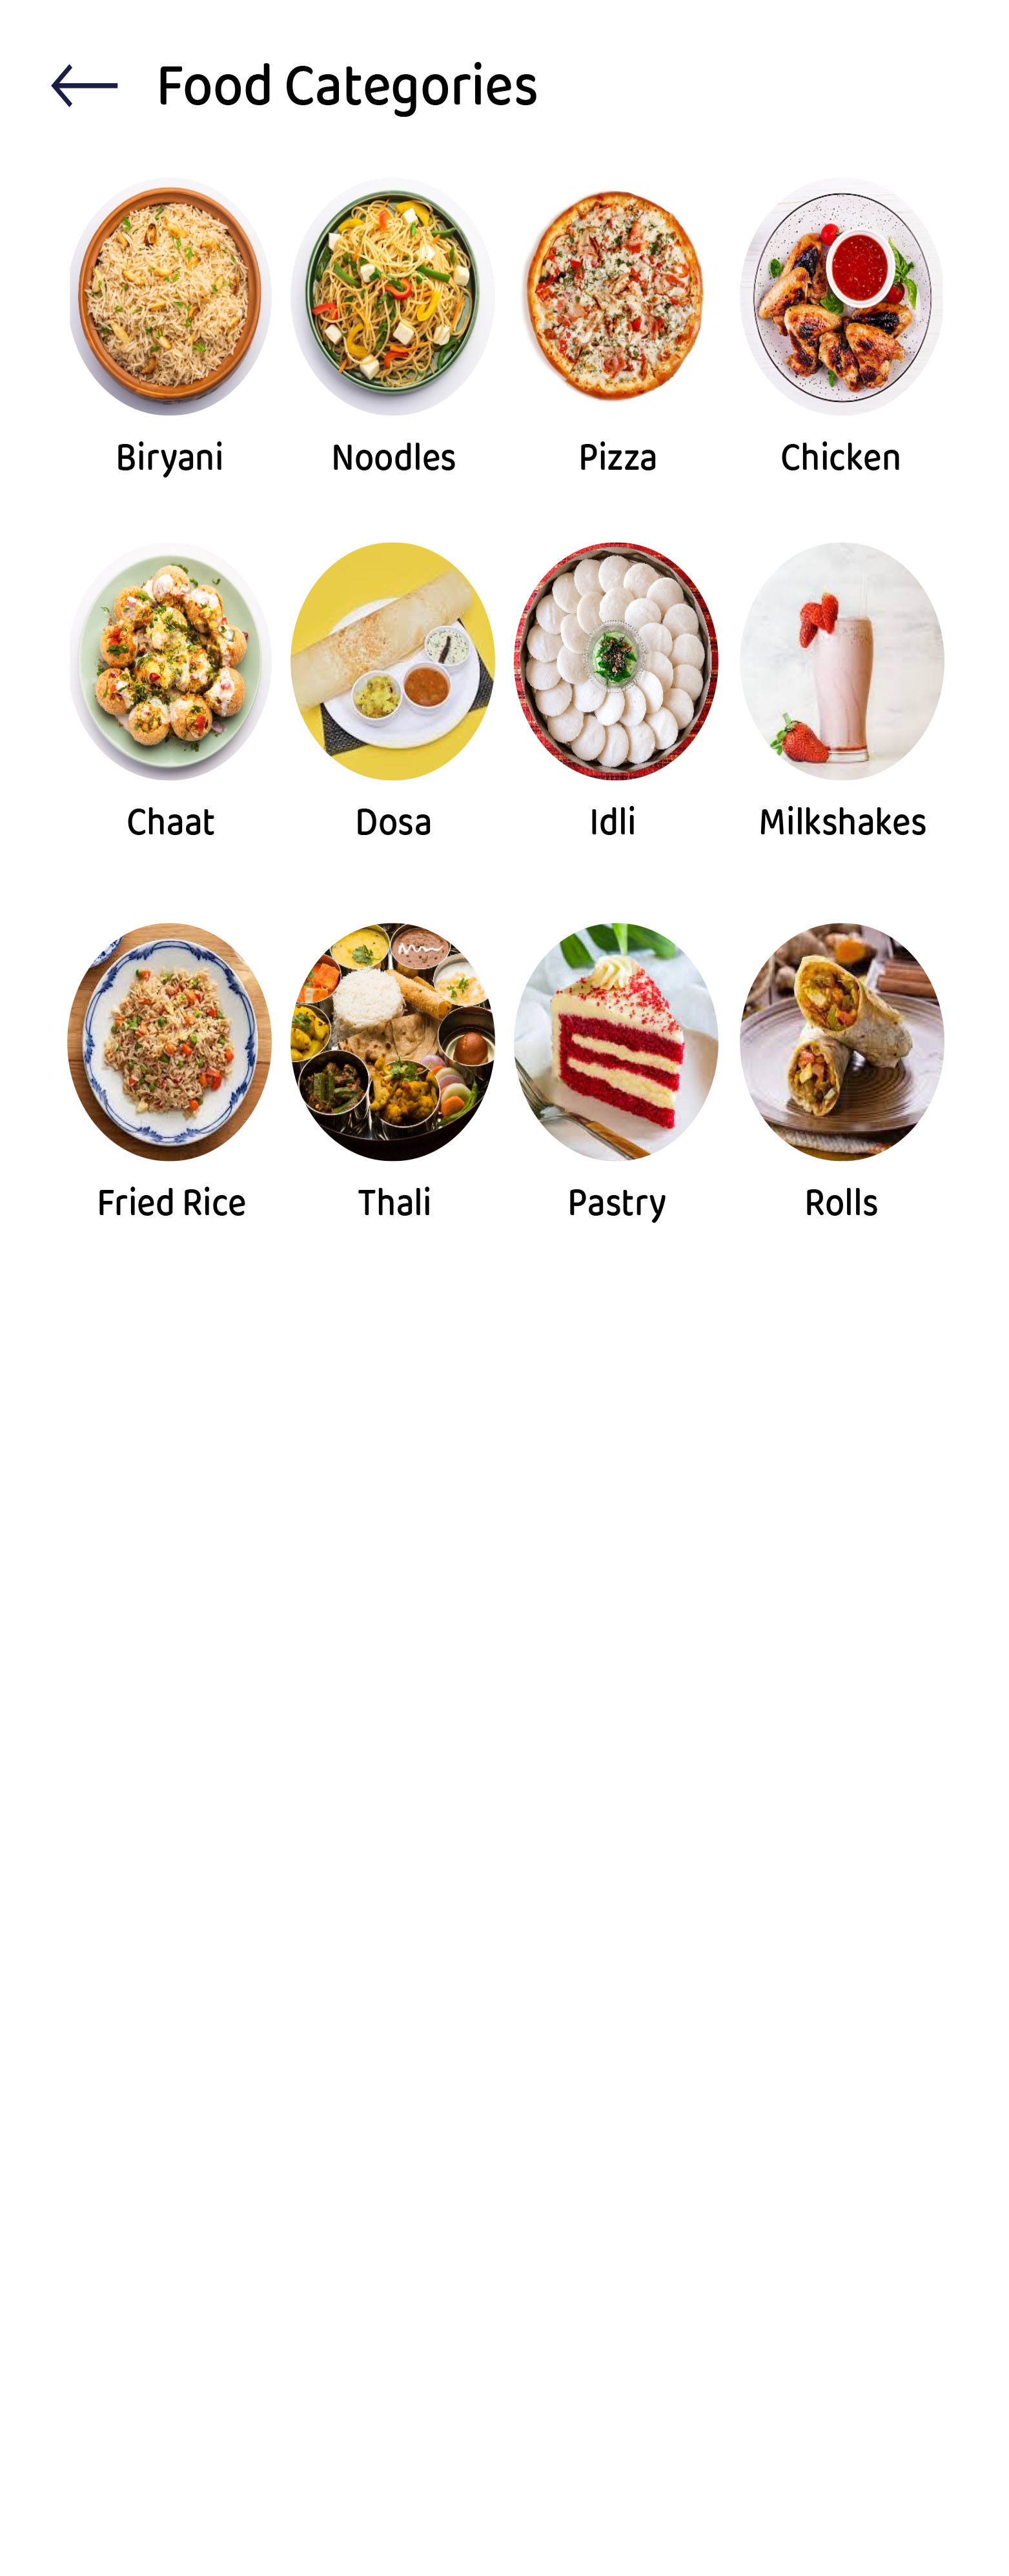 Food Categories
Biryani Noodles Pizza Chicken
Chaat Dosa Idli Milkshakes
Fried Rice Thali Pastry Rolls